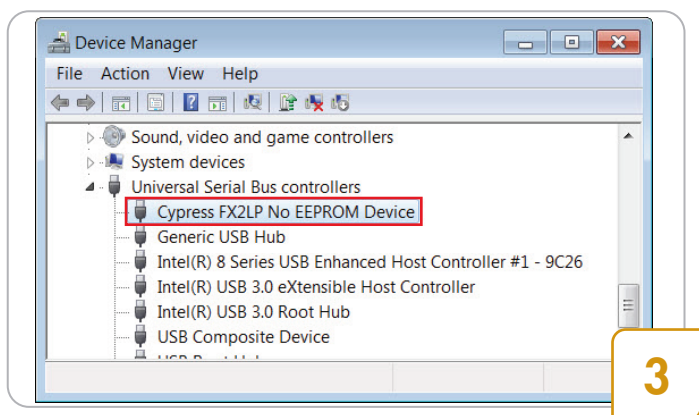 Device Manager
File Action View Help
Sound, video and game controllers
System devices
Universal Serial Bus controllers
Cypress FX2LP No EEPROM Device
Generic USB Hub
Intel(R) 8 Series USB Enhanced Host Controller #1 - 9C26
Intel(R) USB 3.0 eXtensible Host Controller
Intel(R) USB 3.0 Root Hub
USB Composite Device
3